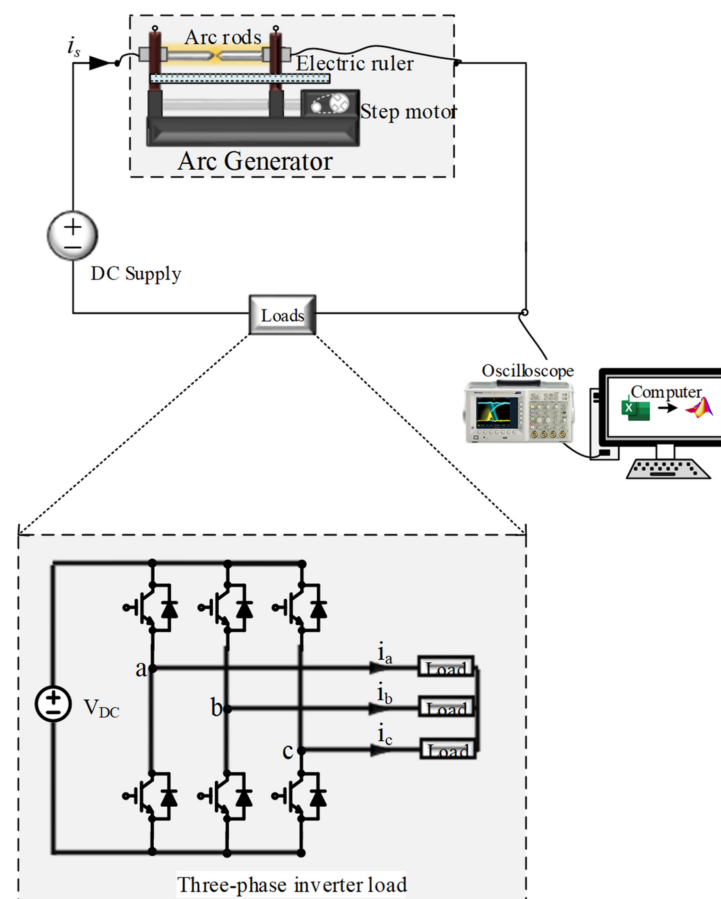 i_s
Arc rods
Electric ruler
Step motor
Arc Generator
DC Supply
Loads
Oscilloscope
Computer
X
a
b
c
i_a
i_b
i_c
Load
Load
Load
V_DC
Three-phase inverter load